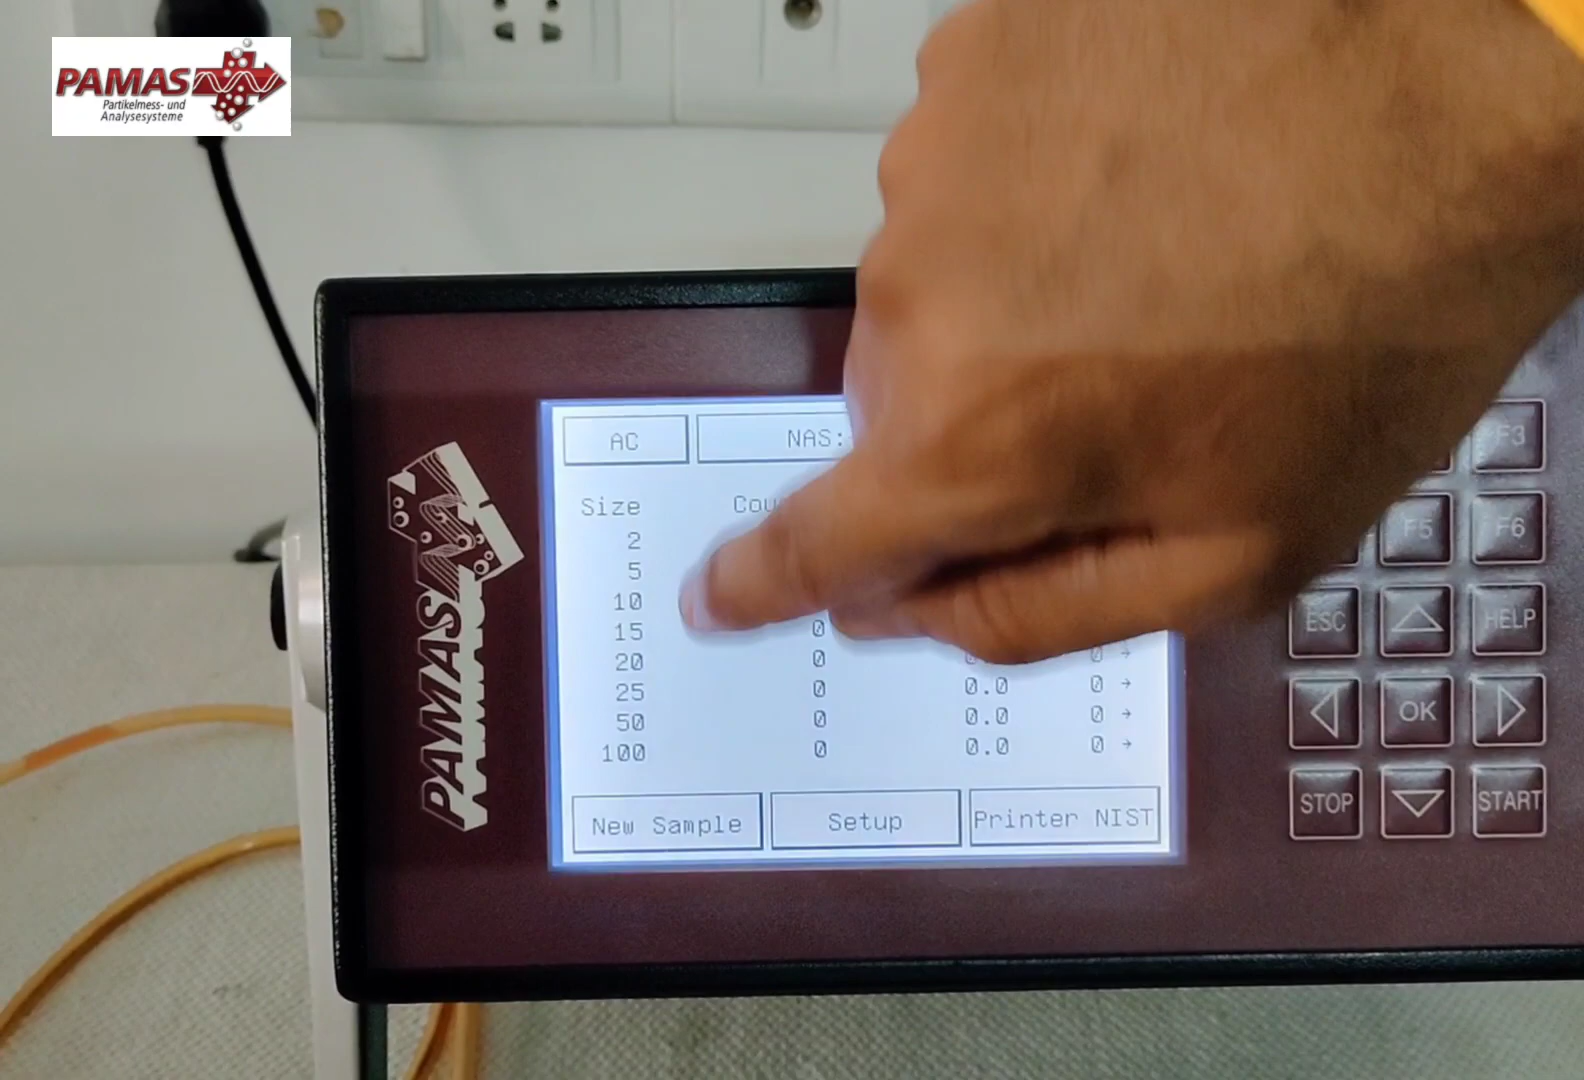 PAMAS
Partikelmess- und
Analysesysteme
PAMAS
AC NAS:
Size
2
5
10
15 0
20 0 0 →
25 0 0.0 0 →
50 0 0.0 0 →
100 0 0.0 0 →
New Sample Setup Printer NIST
F3
F5 F6
ESC HELP
OK
STOP START